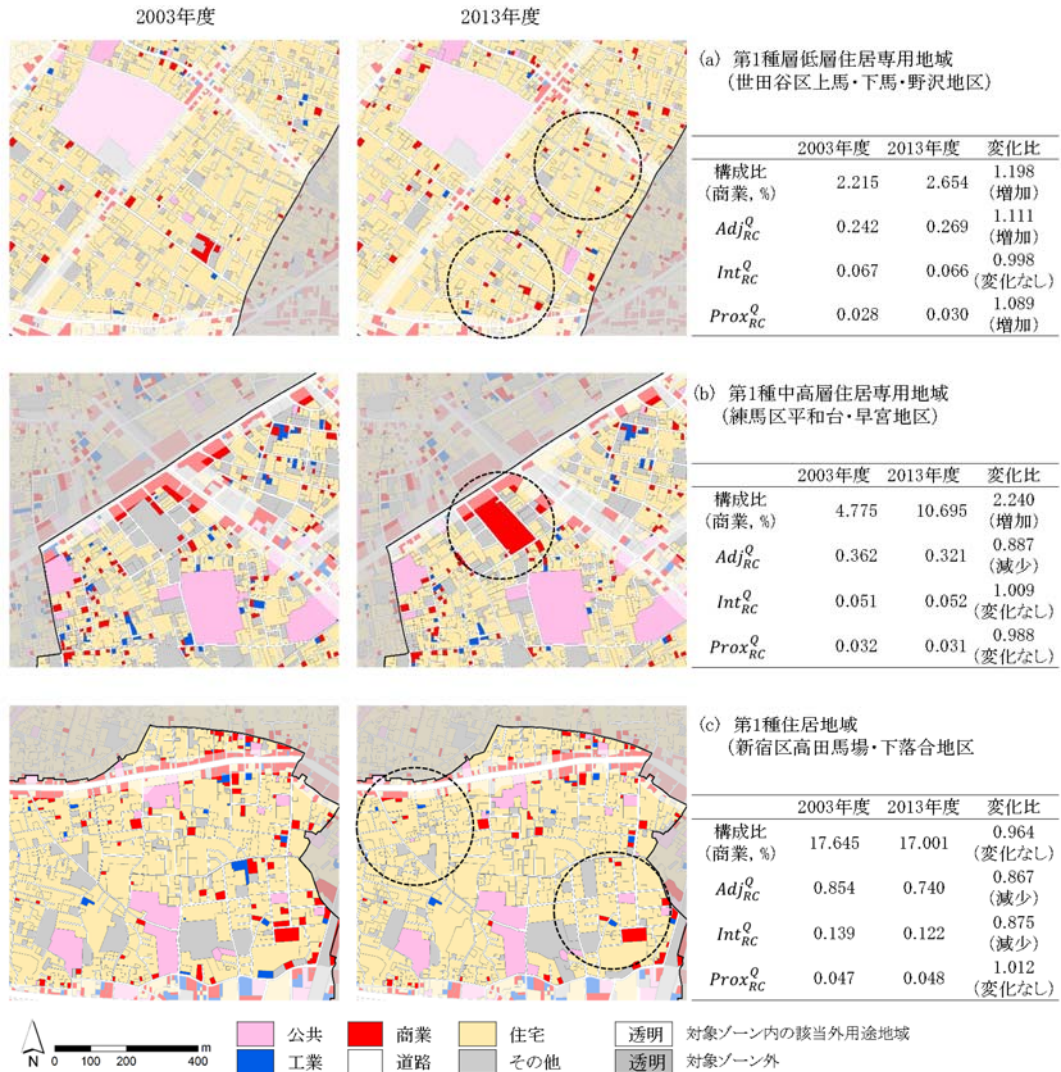 2003年度
2013年度
(a) 第1種層低層住居専用地域
(世田谷区上馬・下馬・野沢地区)
2003年度 2013年度 変化比
構成比
(商業, %) 2.215 2.654 1.198
(増加)
Adj^Q_RC 0.242 0.269 1.111
(増加)
Int^Q_RC 0.067 0.066 0.998
(変化なし)
Prox^Q_RC 0.028 0.030 1.089
(増加)
(b) 第1種中高層住居専用地域
(練馬区平和台・早宮地区)
2003年度 2013年度 変化比
構成比
(商業, %) 4.775 10.695 2.240
(増加)
Adj^Q_RC 0.362 0.321 0.887
(減少)
Int^Q_RC 0.051 0.052 1.009
(変化なし)
Prox^Q_RC 0.032 0.031 0.988
(変化なし)
(c) 第1種住居地域
(新宿区高田馬場・下落合地区
2003年度 2013年度 変化比
構成比
(商業, %) 17.645 17.001 0.964
(変化なし)
Adj^Q_RC 0.854 0.740 0.867
(減少)
Int^Q_RC 0.139 0.122 0.875
(減少)
Prox^Q_RC 0.047 0.048 1.012
(変化なし)
N
0 100 200 400
m
公共 商業 住宅 透明 対象ゾーン内の該当外用途地域
工業 道路 その他 透明 対象ゾーン外